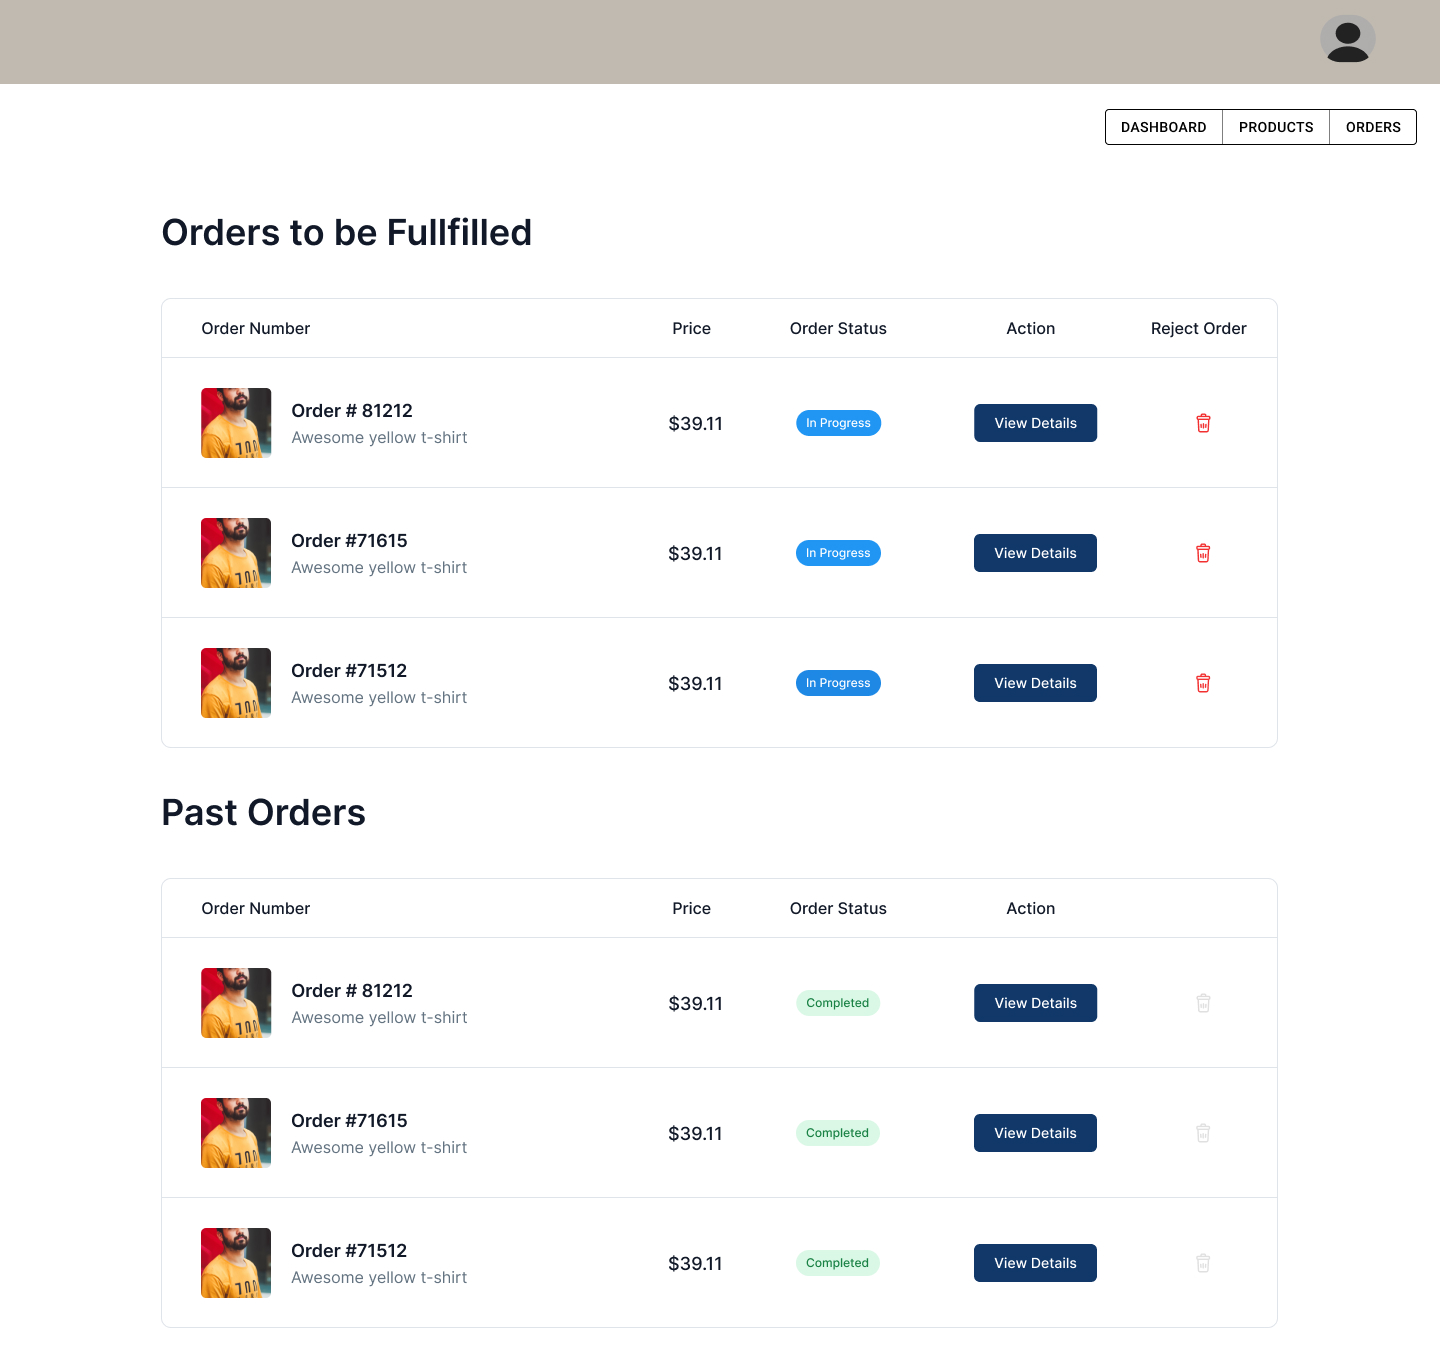 DASHBOARD PRODUCTS ORDERS
Orders to be Fullfilled
Order Number Price Order Status Action Reject Order
Order # 81212
Awesome yellow t-shirt
$39.11 In Progress View Details
Order #71615
Awesome yellow t-shirt
$39.11 In Progress View Details
Order #71512
Awesome yellow t-shirt
$39.11 In Progress View Details
Past Orders
Order Number Price Order Status Action
Order # 81212
Awesome yellow t-shirt
$39.11 Completed View Details
Order #71615
Awesome yellow t-shirt
$39.11 Completed View Details
Order #71512
Awesome yellow t-shirt
$39.11 Completed View Details